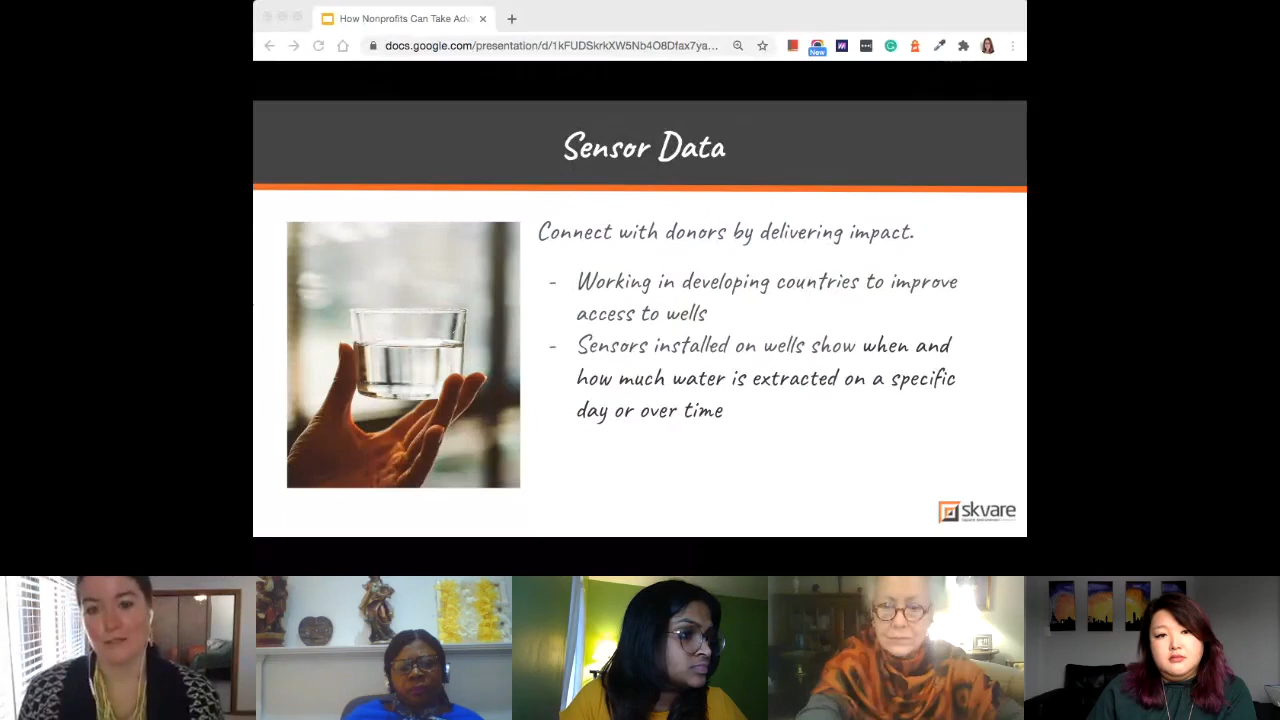 How Nonprofits Can Take Adv
docs.google.com/presentation/d/1kFUDSkrkXW5Nb4O8Dfax7ya...
New
Sensor Data
Connect with donors by delivering impact.
- Working in developing countries to improve
access to wells
- Sensors installed on wells show when and
how much water is extracted on a specific
day or over time
skvare